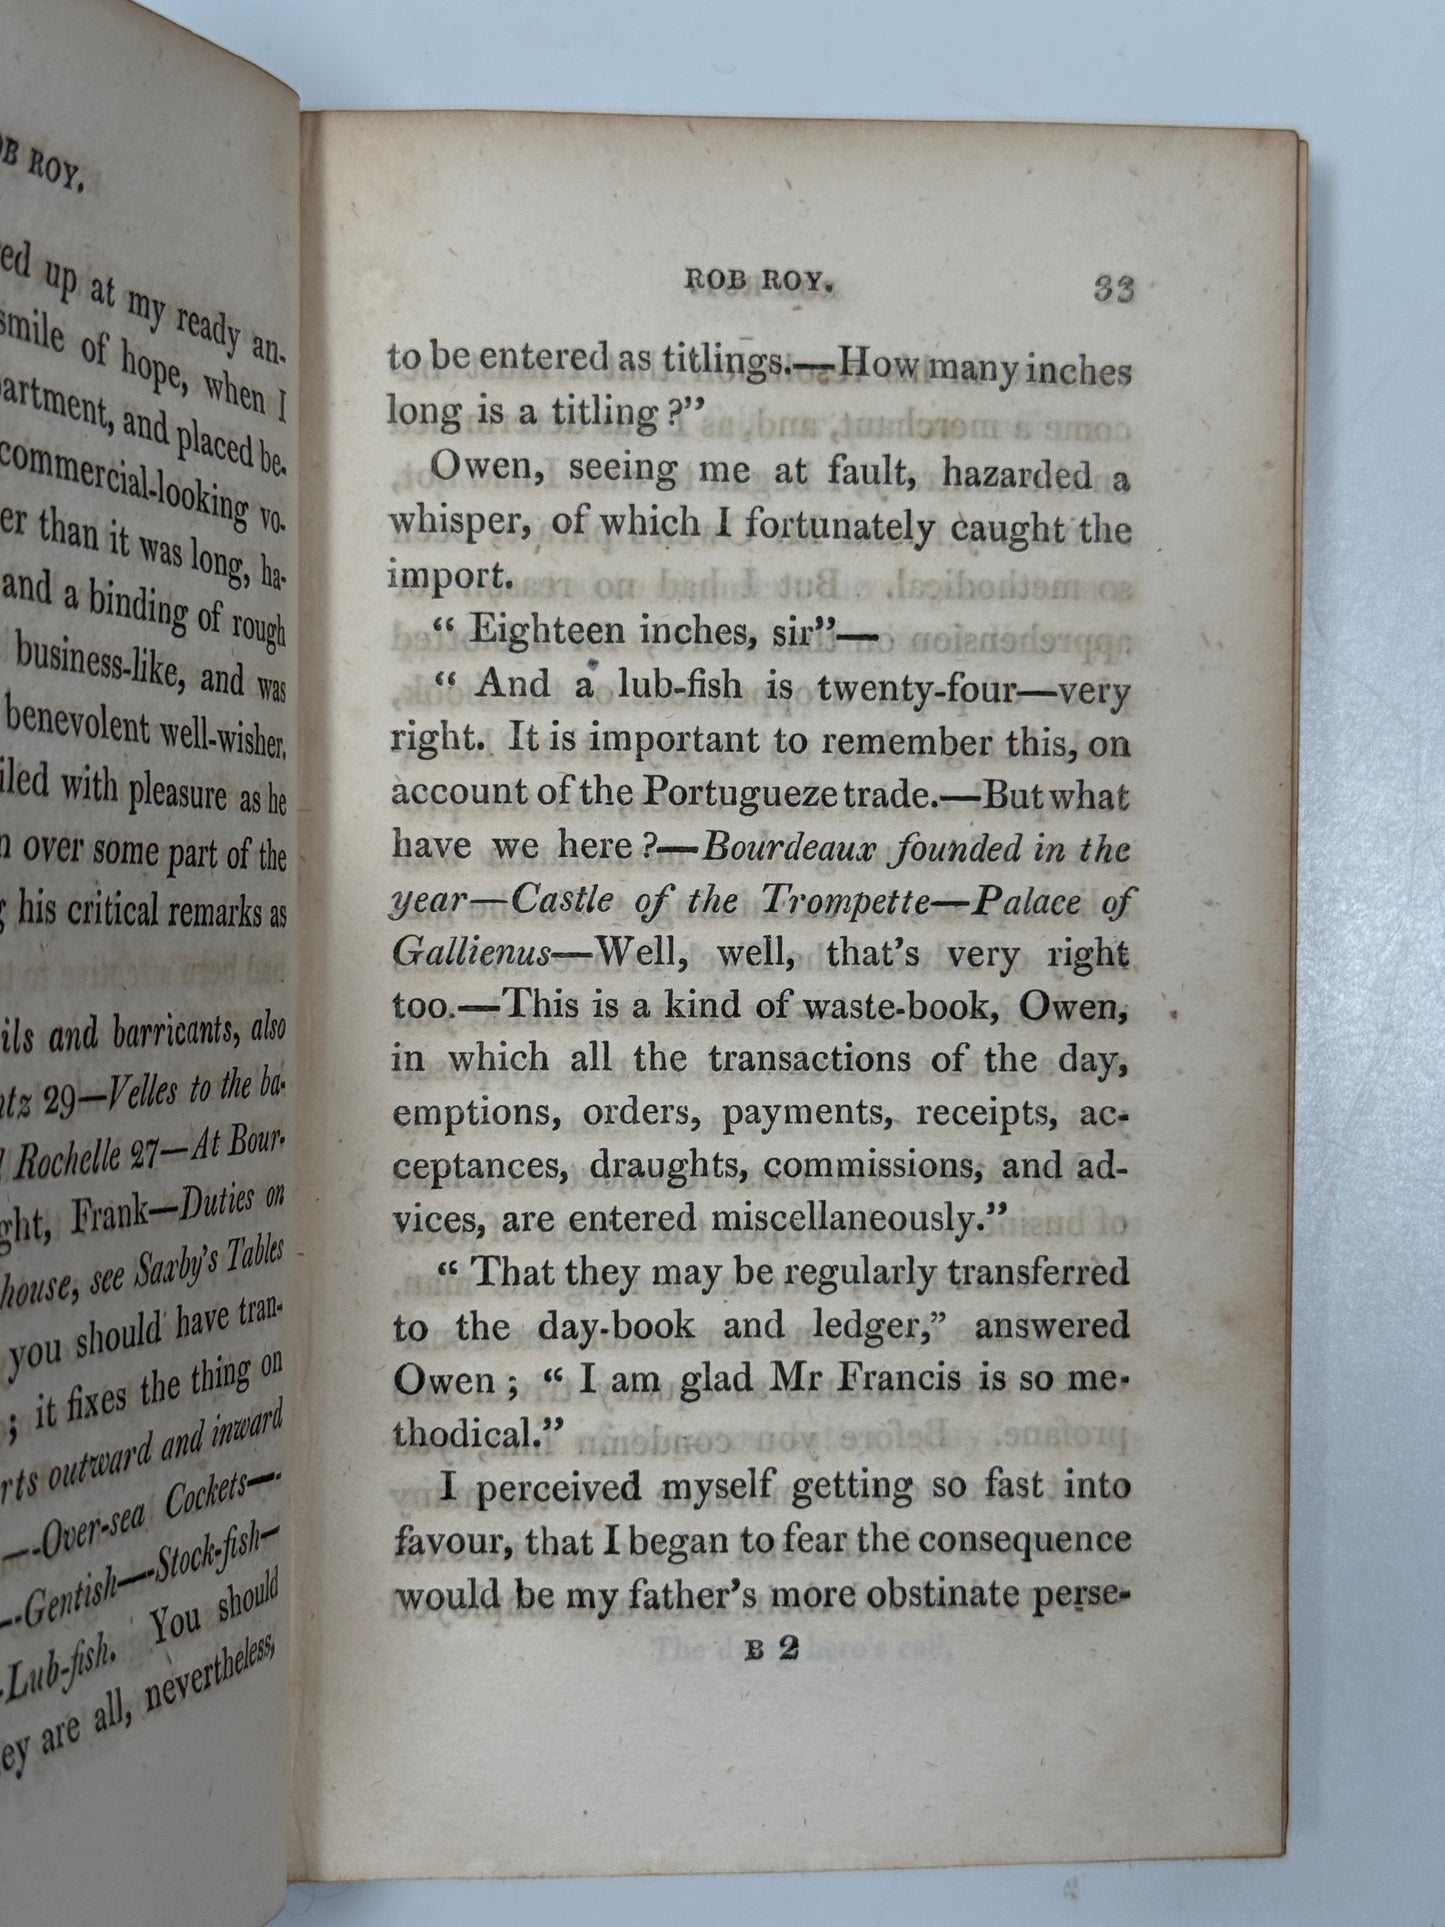 ROY.
up at my ready an-
smile of hope, when I
and placed be-
commercial-looking vo-
than it was long, ha-
and a binding of rough
business-like, and was
benevolent well-wisher,
with pleasure as he
over some part of the
his critical remarks as
and barricants, also
29—Velles to the ba-
Rochelle 27—At Bour-
Frank—Duties on
house, see Saxby's Tables
you should have tran-
; it fixes the thing on
outward and inward
—Over-sea Cockets—
—Gentish—Stock-fish—
Lub-fish. You should
are all, nevertheless,
ROB ROY. 33
to be entered as titlings.—How many inches
long is a titling?"
Owen, seeing me at fault, hazarded a
whisper, of which I fortunately caught the
import.
" Eighteen inches, sir"—
" And a lub-fish is twenty-four—very
right. It is important to remember this, on
account of the Portugueze trade.—But what
have we here?—Bourdeaux founded in the
year—Castle of the Trompette—Palace of
Gallienus—Well, well, that's very right
too.—This is a kind of waste-book, Owen,
in which all the transactions of the day,
emptions, orders, payments, receipts, ac-
ceptances, draughts, commissions, and ad-
vices, are entered miscellaneously."
" That they may be regularly transferred
to the day-book and ledger," answered
Owen; " I am glad Mr Francis is so me-
thodical."
I perceived myself getting so fast into
favour, that I began to fear the consequence
would be my father's more obstinate perse-
B 2